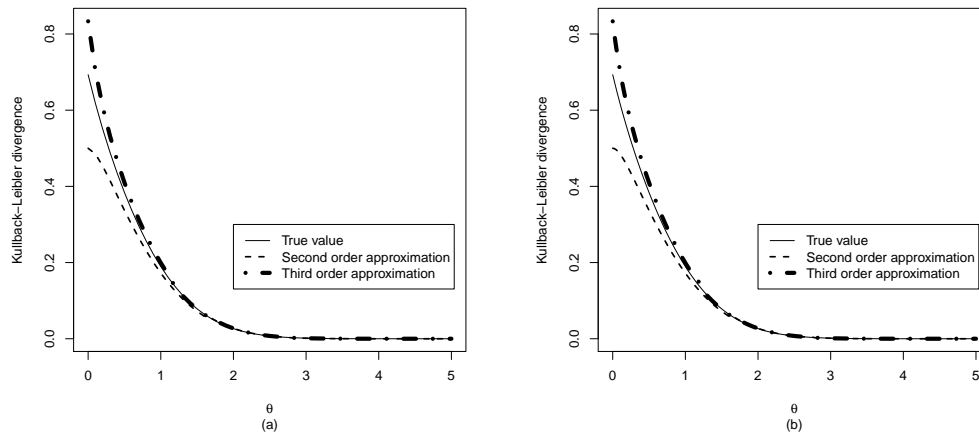 0.8
0.6
0.4
0.2
0.0
Kullback−Leibler divergence
True value
Second order approximation
Third order approximation
0 1 2 3 4 5
θ
(a)
0.8
0.6
0.4
0.2
0.0
Kullback−Leibler divergence
True value
Second order approximation
Third order approximation
0 1 2 3 4 5
θ
(b)